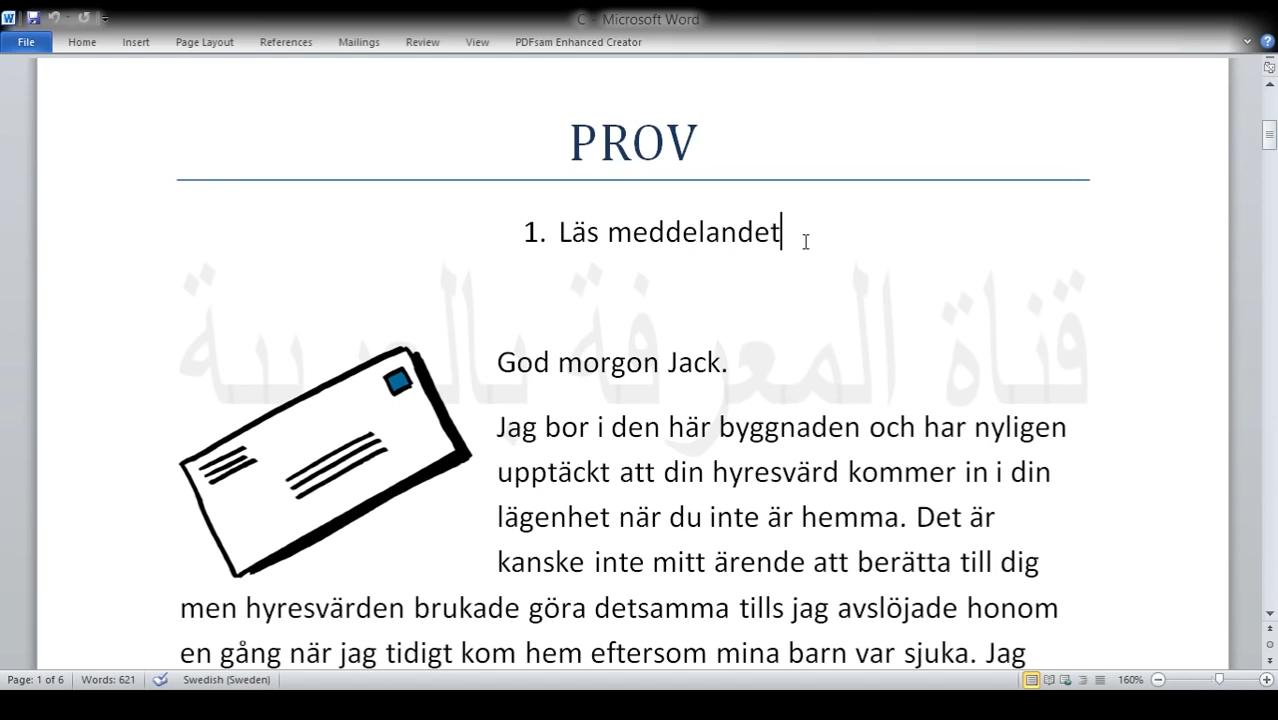 C - Microsoft Word
File Home Insert Page Layout References Mailings Review View PDFsam Enhanced Creator
PROV
1. Läs meddelandet
قناة المعرفة بالعربية
God morgon Jack.
Jag bor i den här byggnaden och har nyligen
upptäckt att din hyresvärd kommer in i din
lägenhet när du inte är hemma. Det är
kanske inte mitt ärende att berätta till dig
men hyresvärden brukade göra detsamma tills jag avslöjade honom
en gång när jag tidigt kom hem eftersom mina barn var sjuka. Jag
Page: 1 of 6 Words: 621 Swedish (Sweden) 160%